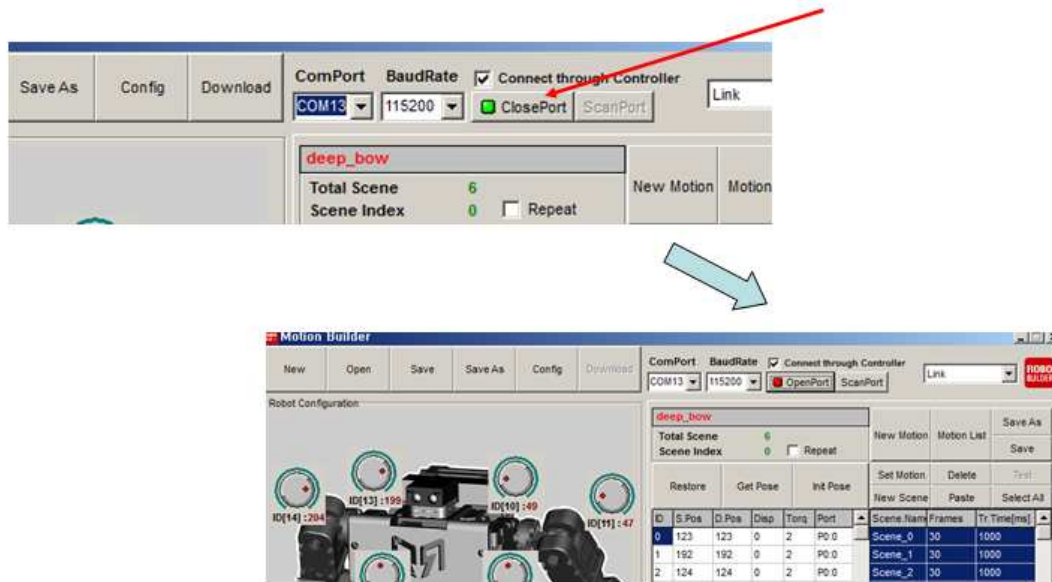 Save As Config Download ComPort BaudRate Connect through Controller
COM13 115200 ClosePort ScanPort Link
deep_bow
Total Scene 6 New Motion Motion
Scene Index 0 Repeat
Motion Builder
New Open Save Save As Config Download ComPort BaudRate Connect through Controller
COM13 115200 OpenPort ScanPort Link ROBO
BUILDER
Robot Configuration
deep_bow Save As
Total Scene 6 New Motion Motion List
Scene Index 0 Repeat Save
Restore Get Pose Init Pose Set Motion Delete Test
New Scene Paste Select All
ID[14] :204 ID[13] :199 ID[10] :49 ID[11] :47
ID S.Pos D.Pos Disp Torq Port Scene.Nam Frames Tr.Time[ms]
0 123 123 0 2 P0:0 Scene_0 30 1000
1 192 192 0 2 P0:0 Scene_1 30 1000
2 124 124 0 2 P0:0 Scene_2 30 1000